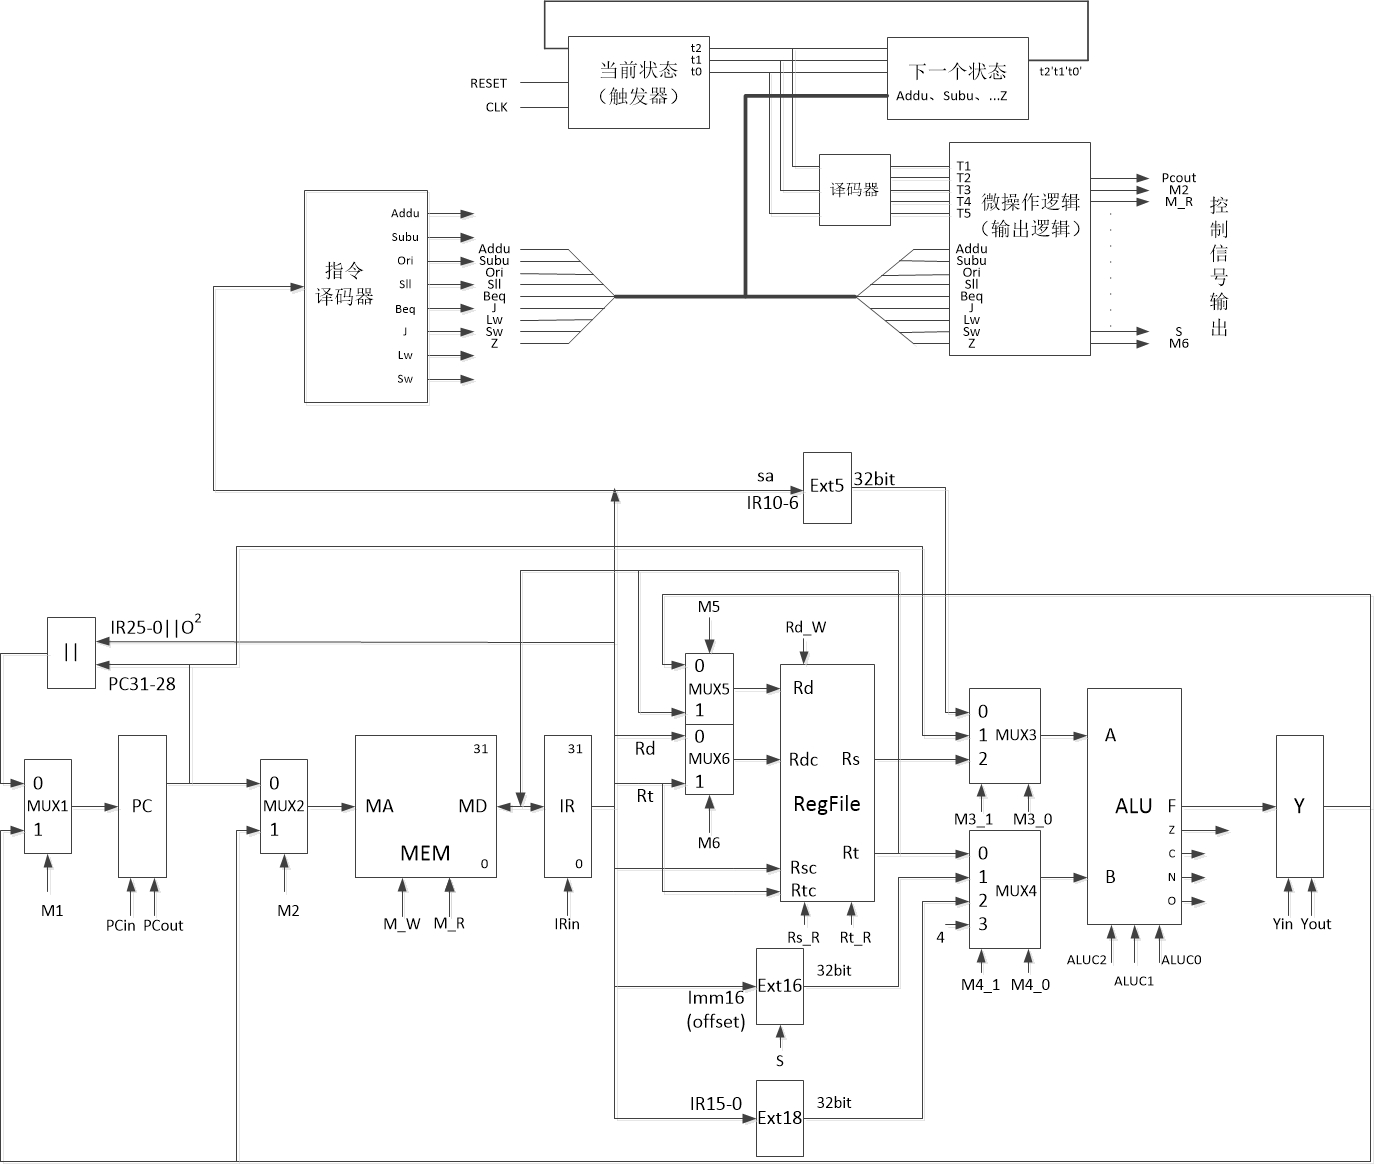 当前状态
（触发器）
t2
t1
t0
RESET
CLK
下一个状态
Addu、Subu、...Z
t2't1't0'
译码器
T1
T2
T3
T4
T5
微操作逻辑
（输出逻辑）
Addu
Subu
Ori
Sll
Beq
J
Lw
Sw
Z
Pcout
M2
M_R
S
M6
控制信号输出
指令
译码器
Addu
Subu
Ori
Sll
Beq
J
Lw
Sw
Addu
Subu
Ori
Sll
Beq
J
Lw
Sw
Z
sa
IR10-6
Ext5
32bit
IR25-0||O²
||
PC31-28
0
MUX1
1
M1
PC
PCin
PCout
0
MUX2
1
M2
31
MA
MD
MEM
0
M_W
M_R
31
IR
0
IRin
Rd
Rt
M5
0
MUX5
1
0
MUX6
1
M6
Rd_W
Rd
Rdc
Rs
RegFile
Rt
Rsc
Rtc
Rs_R
Rt_R
Imm16
(offset)
Ext16
32bit
S
IR15-0
Ext18
32bit
0
1
MUX3
2
M3_1
M3_0
0
1
MUX4
2
3
4
M4_1
M4_0
A
ALU
F
Z
C
B
N
O
ALUC2
ALUC1
ALUC0
Y
Yin
Yout